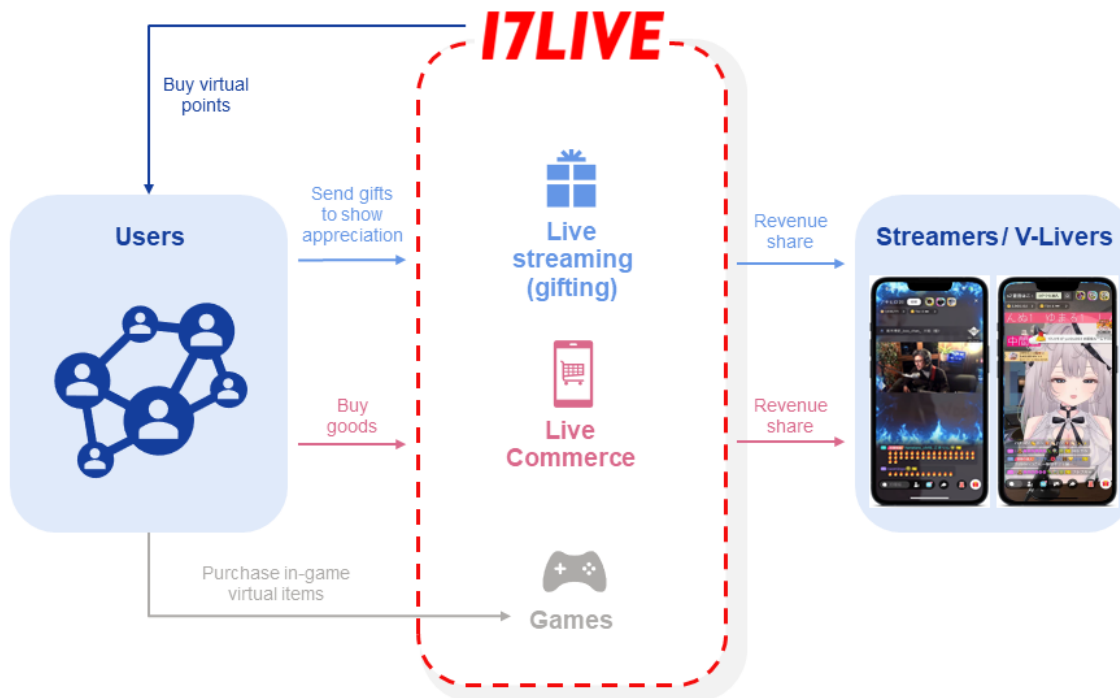 17LIVE
Buy virtual
points
Users
Send gifts
to show
appreciation
Live
streaming
(gifting)
Revenue
share
Streamers / V-Livers
Buy
goods
Live
Commerce
Revenue
share
Purchase in-game
virtual items
Games